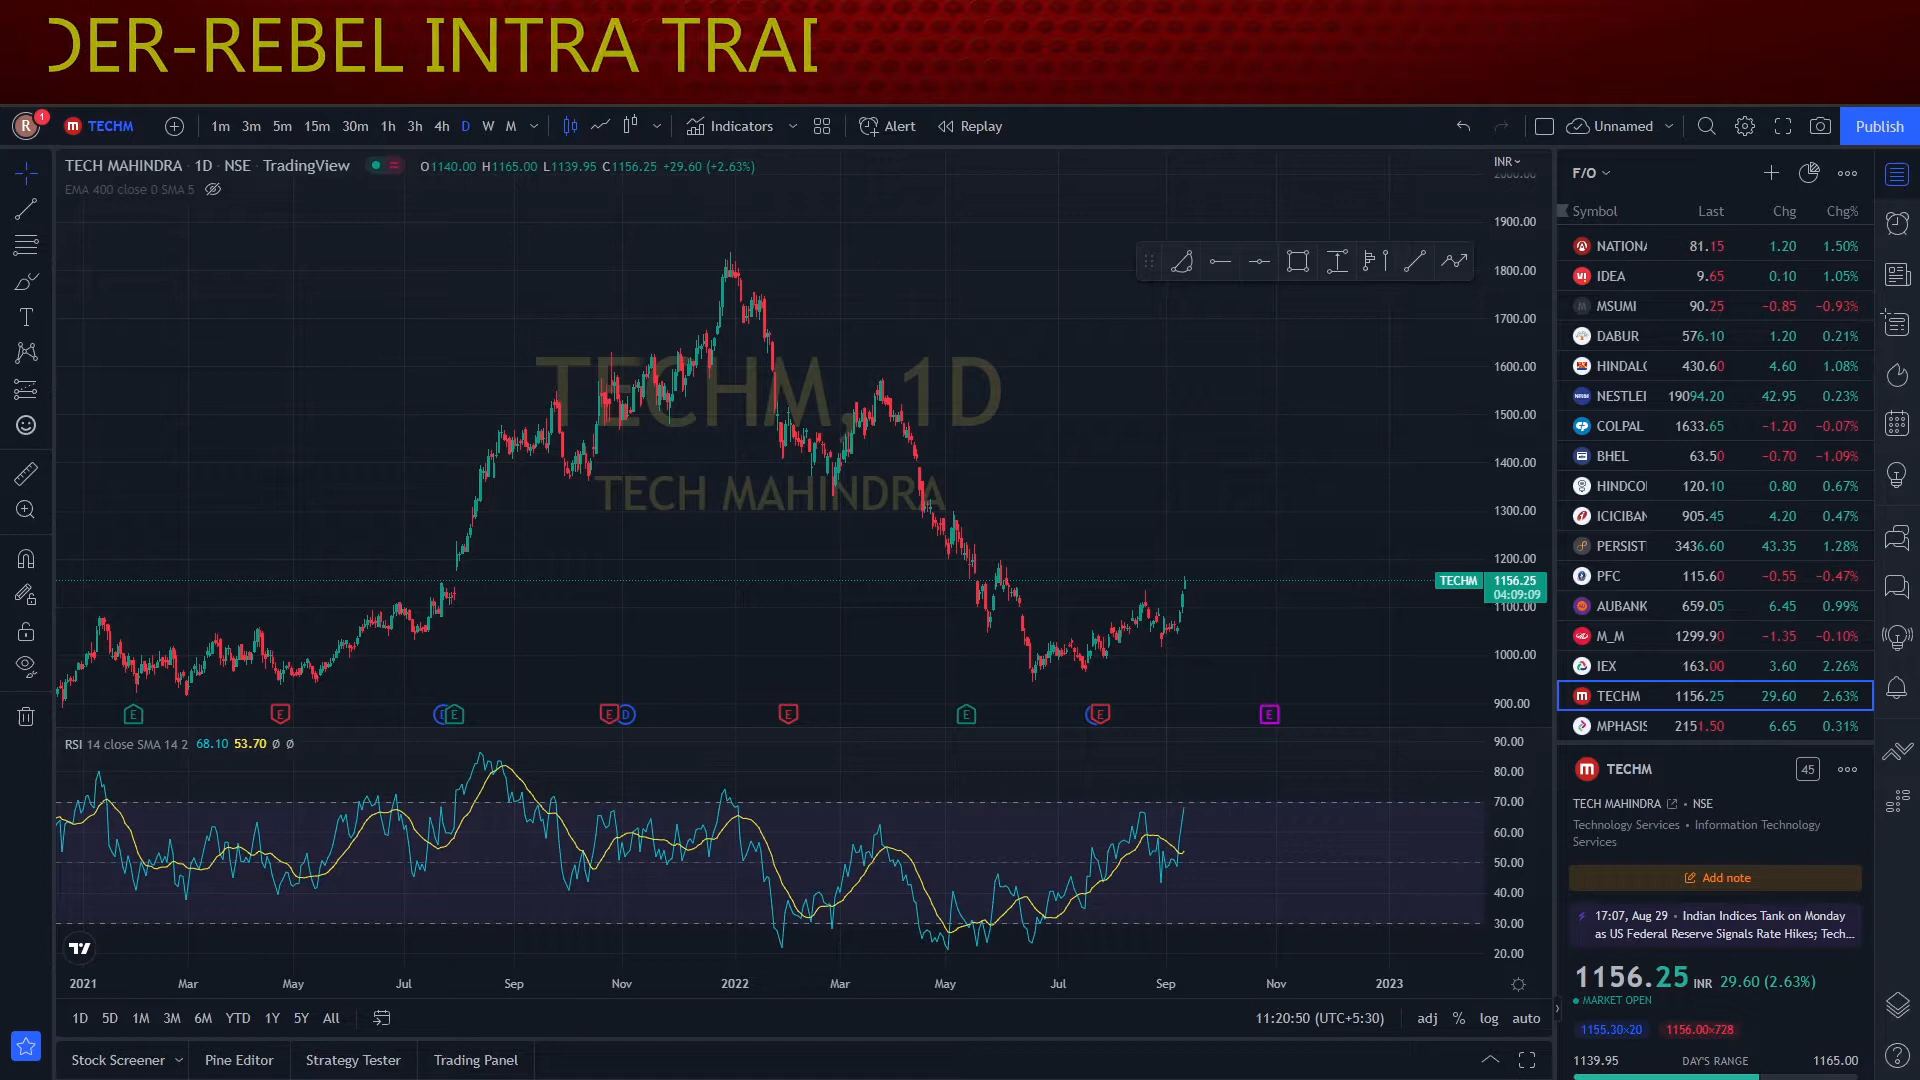 DER-REBEL INTRA TRAD
R 1 TECHM 1m 3m 5m 15m 30m 1h 3h 4h D W M Indicators Alert Replay Unnamed Publish
TECH MAHINDRA · 1D · NSE · TradingView O1140.00 H1165.00 L1139.95 C1156.25 +29.60 (+2.63%)
EMA 400 close 0 SMA 5
INR
2000.00
1900.00
1800.00
1700.00
1600.00
1500.00
1400.00
1300.00
1200.00
1100.00
1000.00
900.00
TECHM, 1D
TECH MAHINDRA
TECHM 1156.25
04:09:09
E E E E D E E E E
RSI 14 close SMA 14 2 68.10 53.70 Ø Ø
90.00
80.00
70.00
60.00
50.00
40.00
30.00
20.00
2021 Mar May Jul Sep Nov 2022 Mar May Jul Sep Nov 2023
1D 5D 1M 3M 6M YTD 1Y 5Y All 11:20:50 (UTC+5:30) adj % log auto
Stock Screener Pine Editor Strategy Tester Trading Panel
F/O
Symbol Last Chg Chg%
NATIONA 81.15 1.20 1.50%
IDEA 9.65 0.10 1.05%
MSUMI 90.25 −0.85 −0.93%
DABUR 576.10 1.20 0.21%
HINDALC 430.60 4.60 1.08%
NESTLEI 19094.20 42.95 0.23%
COLPAL 1633.65 −1.20 −0.07%
BHEL 63.50 −0.70 −1.09%
HINDCOI 120.10 0.80 0.67%
ICICIBAN 905.45 4.20 0.47%
PERSIST 3436.60 43.35 1.28%
PFC 115.60 −0.55 −0.47%
AUBANK 659.05 6.45 0.99%
M_M 1299.90 −1.35 −0.10%
IEX 163.00 3.60 2.26%
TECHM 1156.25 29.60 2.63%
MPHASIS 2151.50 6.65 0.31%
TECHM 45
TECH MAHINDRA • NSE
Technology Services • Information Technology
Services
Add note
17:07, Aug 29 • Indian Indices Tank on Monday
as US Federal Reserve Signals Rate Hikes; Tech...
1156.25 INR 29.60 (2.63%)
MARKET OPEN
1155.30×20 1156.00×728
1139.95 DAY'S RANGE 1165.00